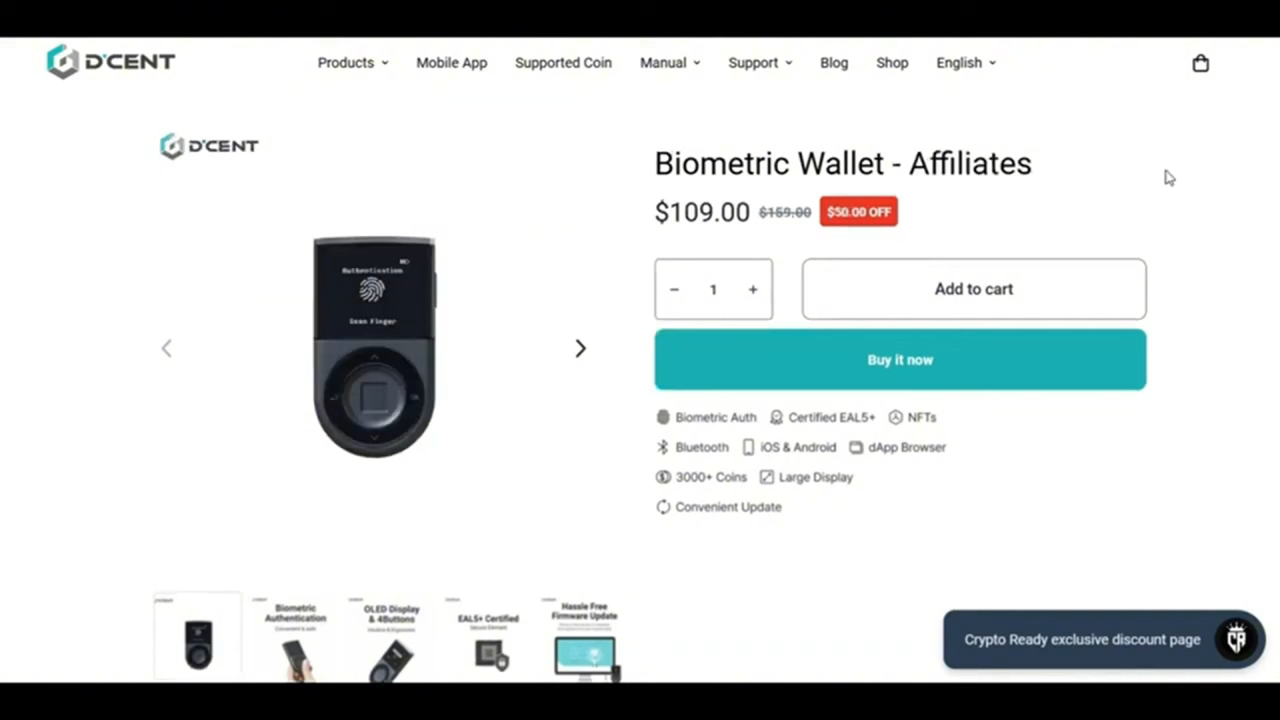 D'CENT
Products
Mobile App
Supported Coin
Manual
Support
Blog
Shop
English
D'CENT
Biometric Wallet - Affiliates
$109.00 $159.00 $50.00 OFF
Authentication
Scan Finger
− 1 +
Add to cart
Buy it now
Biometric Auth Certified EAL5+ NFTs
Bluetooth iOS & Android dApp Browser
3000+ Coins Large Display
Convenient Update
Biometric
Authentication
OLED Display
& 4Buttons
EAL5+ Certified
Secure Element
Hassle Free
Firmware Update
Crypto Ready exclusive discount page